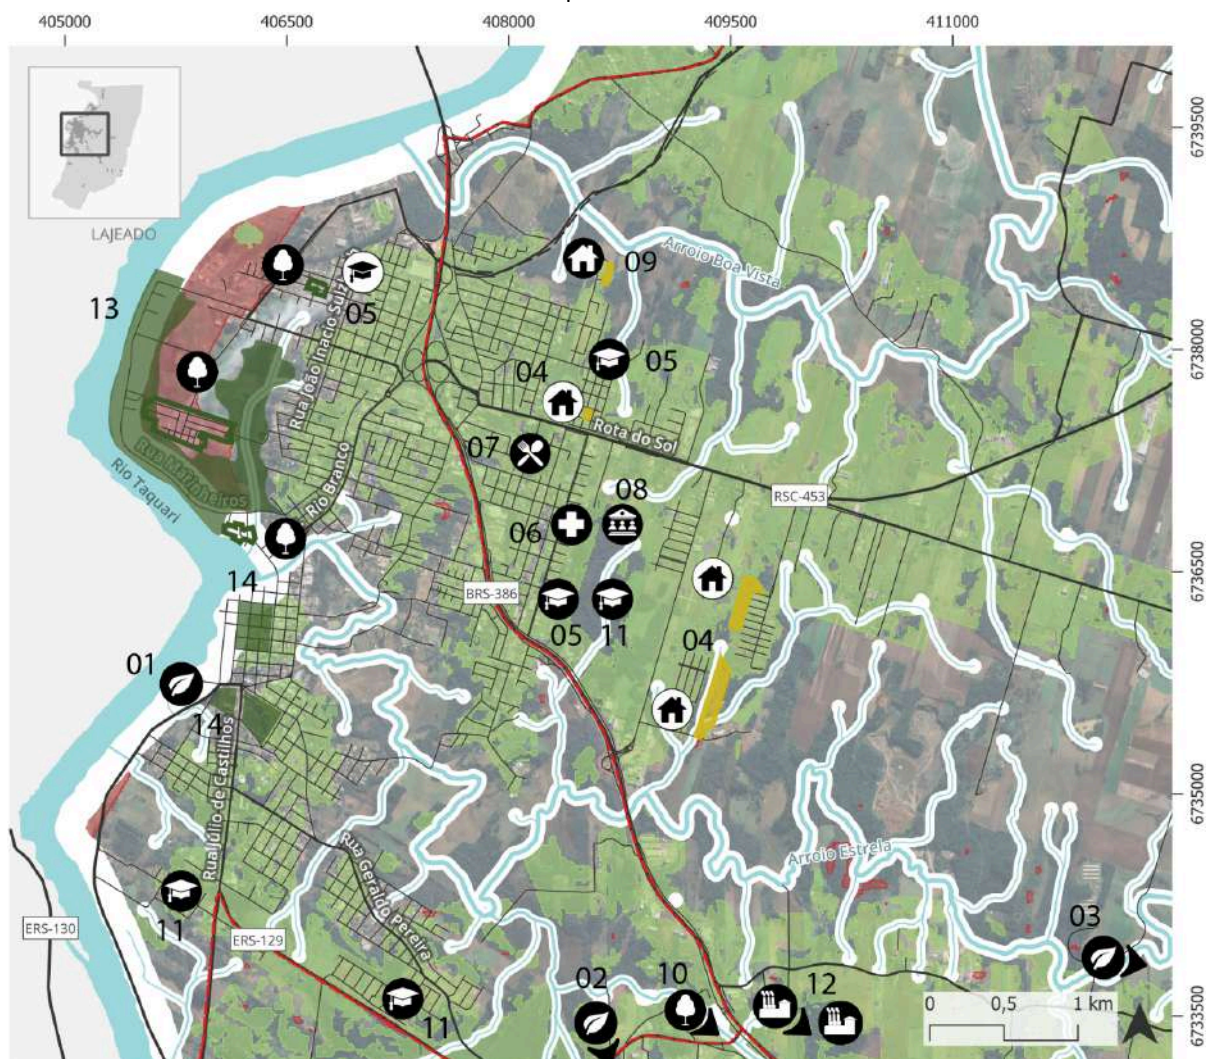 405000 406500 408000 409500 411000
6739500
LAJEADO
Arroio Boa Vista
09
13
05
Rua João Inácio Sulz
6738000
04
05
Rota do Sol
07
Rua Marinheiros
Rio Branco
Rio Taquari
08
RSC-453
06
14
BRS-386
6736500
05
11
04
01
14
Rua Júlio de Castilhos
6735000
Arroio Estrela
Rua Geraldo Pereira
11
ERS-130
ERS-129
03
02
10
12
11
0 0,5 1 km
6733500